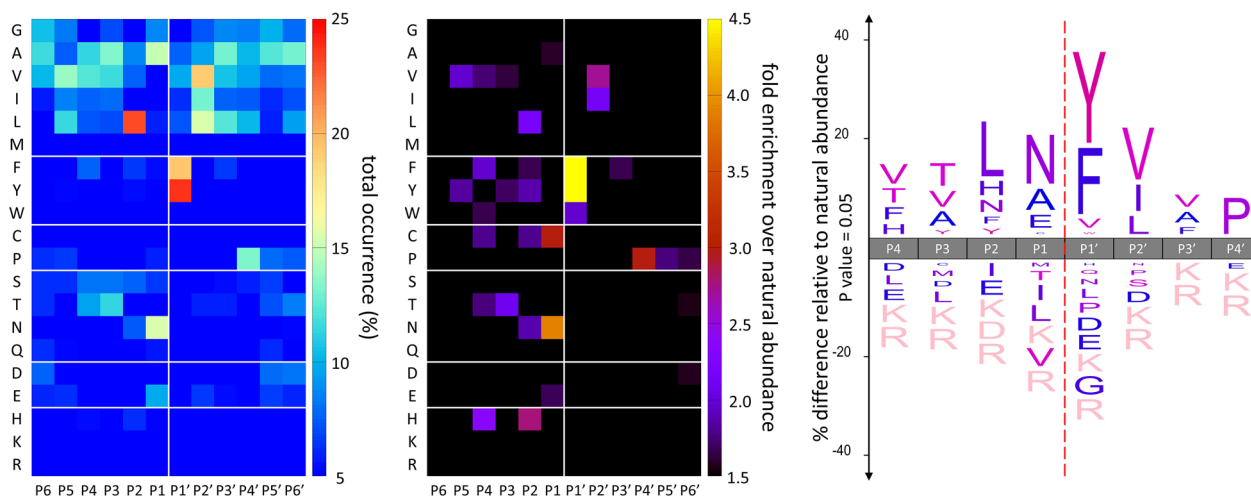 G
A
V
I
L
M
F
Y
W
C
P
S
T
N
Q
D
E
H
K
R
P6 P5 P4 P3 P2 P1 P1’ P2’ P3’ P4’ P5’ P6’
25
20
15
10
5
total occurrence (%)
G
A
V
I
L
M
F
Y
W
C
P
S
T
N
Q
D
E
H
K
R
P6 P5 P4 P3 P2 P1 P1’ P2’ P3’ P4’ P5’ P6’
4.5
4.0
3.5
3.0
2.5
2.0
1.5
fold enrichment over natural abundance
% difference relative to natural abundance
P value = 0.05
40
20
-20
-40
V T L N Y V V P
T V H A F I A
F A N E V L F
H Y F
Y
P4 P3 P2 P1 P1’ P2’ P3’ P4’
D M I T N P K E
L D E I L S R K
E L K L P D R
K K D K D K
R R R V E R
R K
G
R